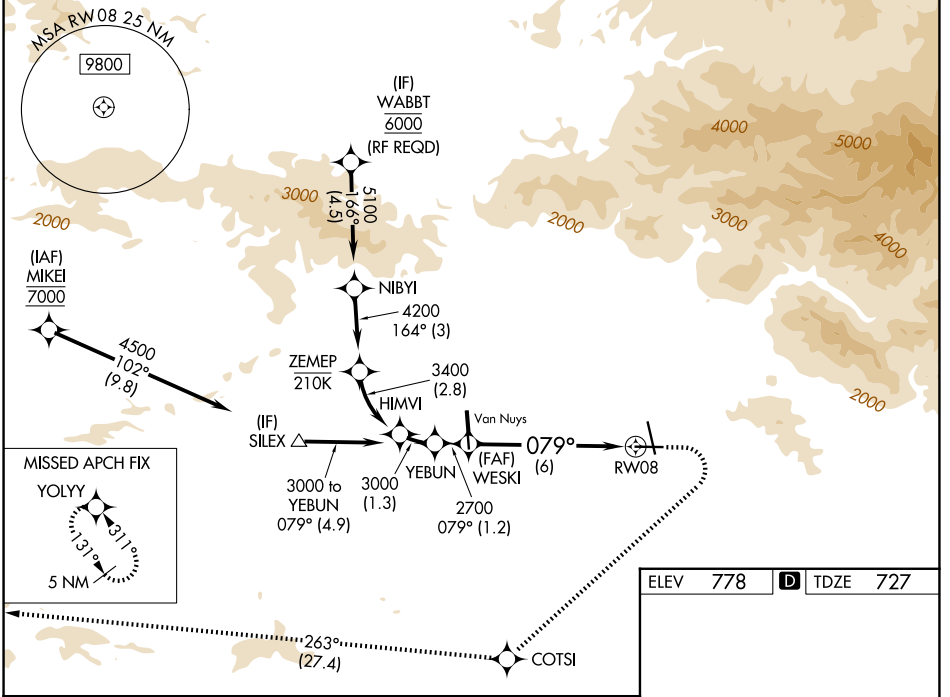 MSA RW08 25 NM
9800
(IF)
WABBT
6000
(RF REQD)
5100
166°
(4.5)
3000
2000
4000
5000
2000
3000
4000
2000
(IAF)
MIKEI
7000
4500
102°
(9.8)
NIBYI
4200
164° (3)
ZEMEP
210K
3400
(2.8)
HIMVI
Van Nuys
(IF)
SILEX
079°
(6)
(FAF)
WESKI
YEBUN
RW08
3000 to
YEBUN
079° (4.9)
3000
(1.3)
2700
079° (1.2)
MISSED APCH FIX
YOLYY
311°
131°
5 NM
ELEV 778 D TDZE 727
263°
(27.4)
COTSI